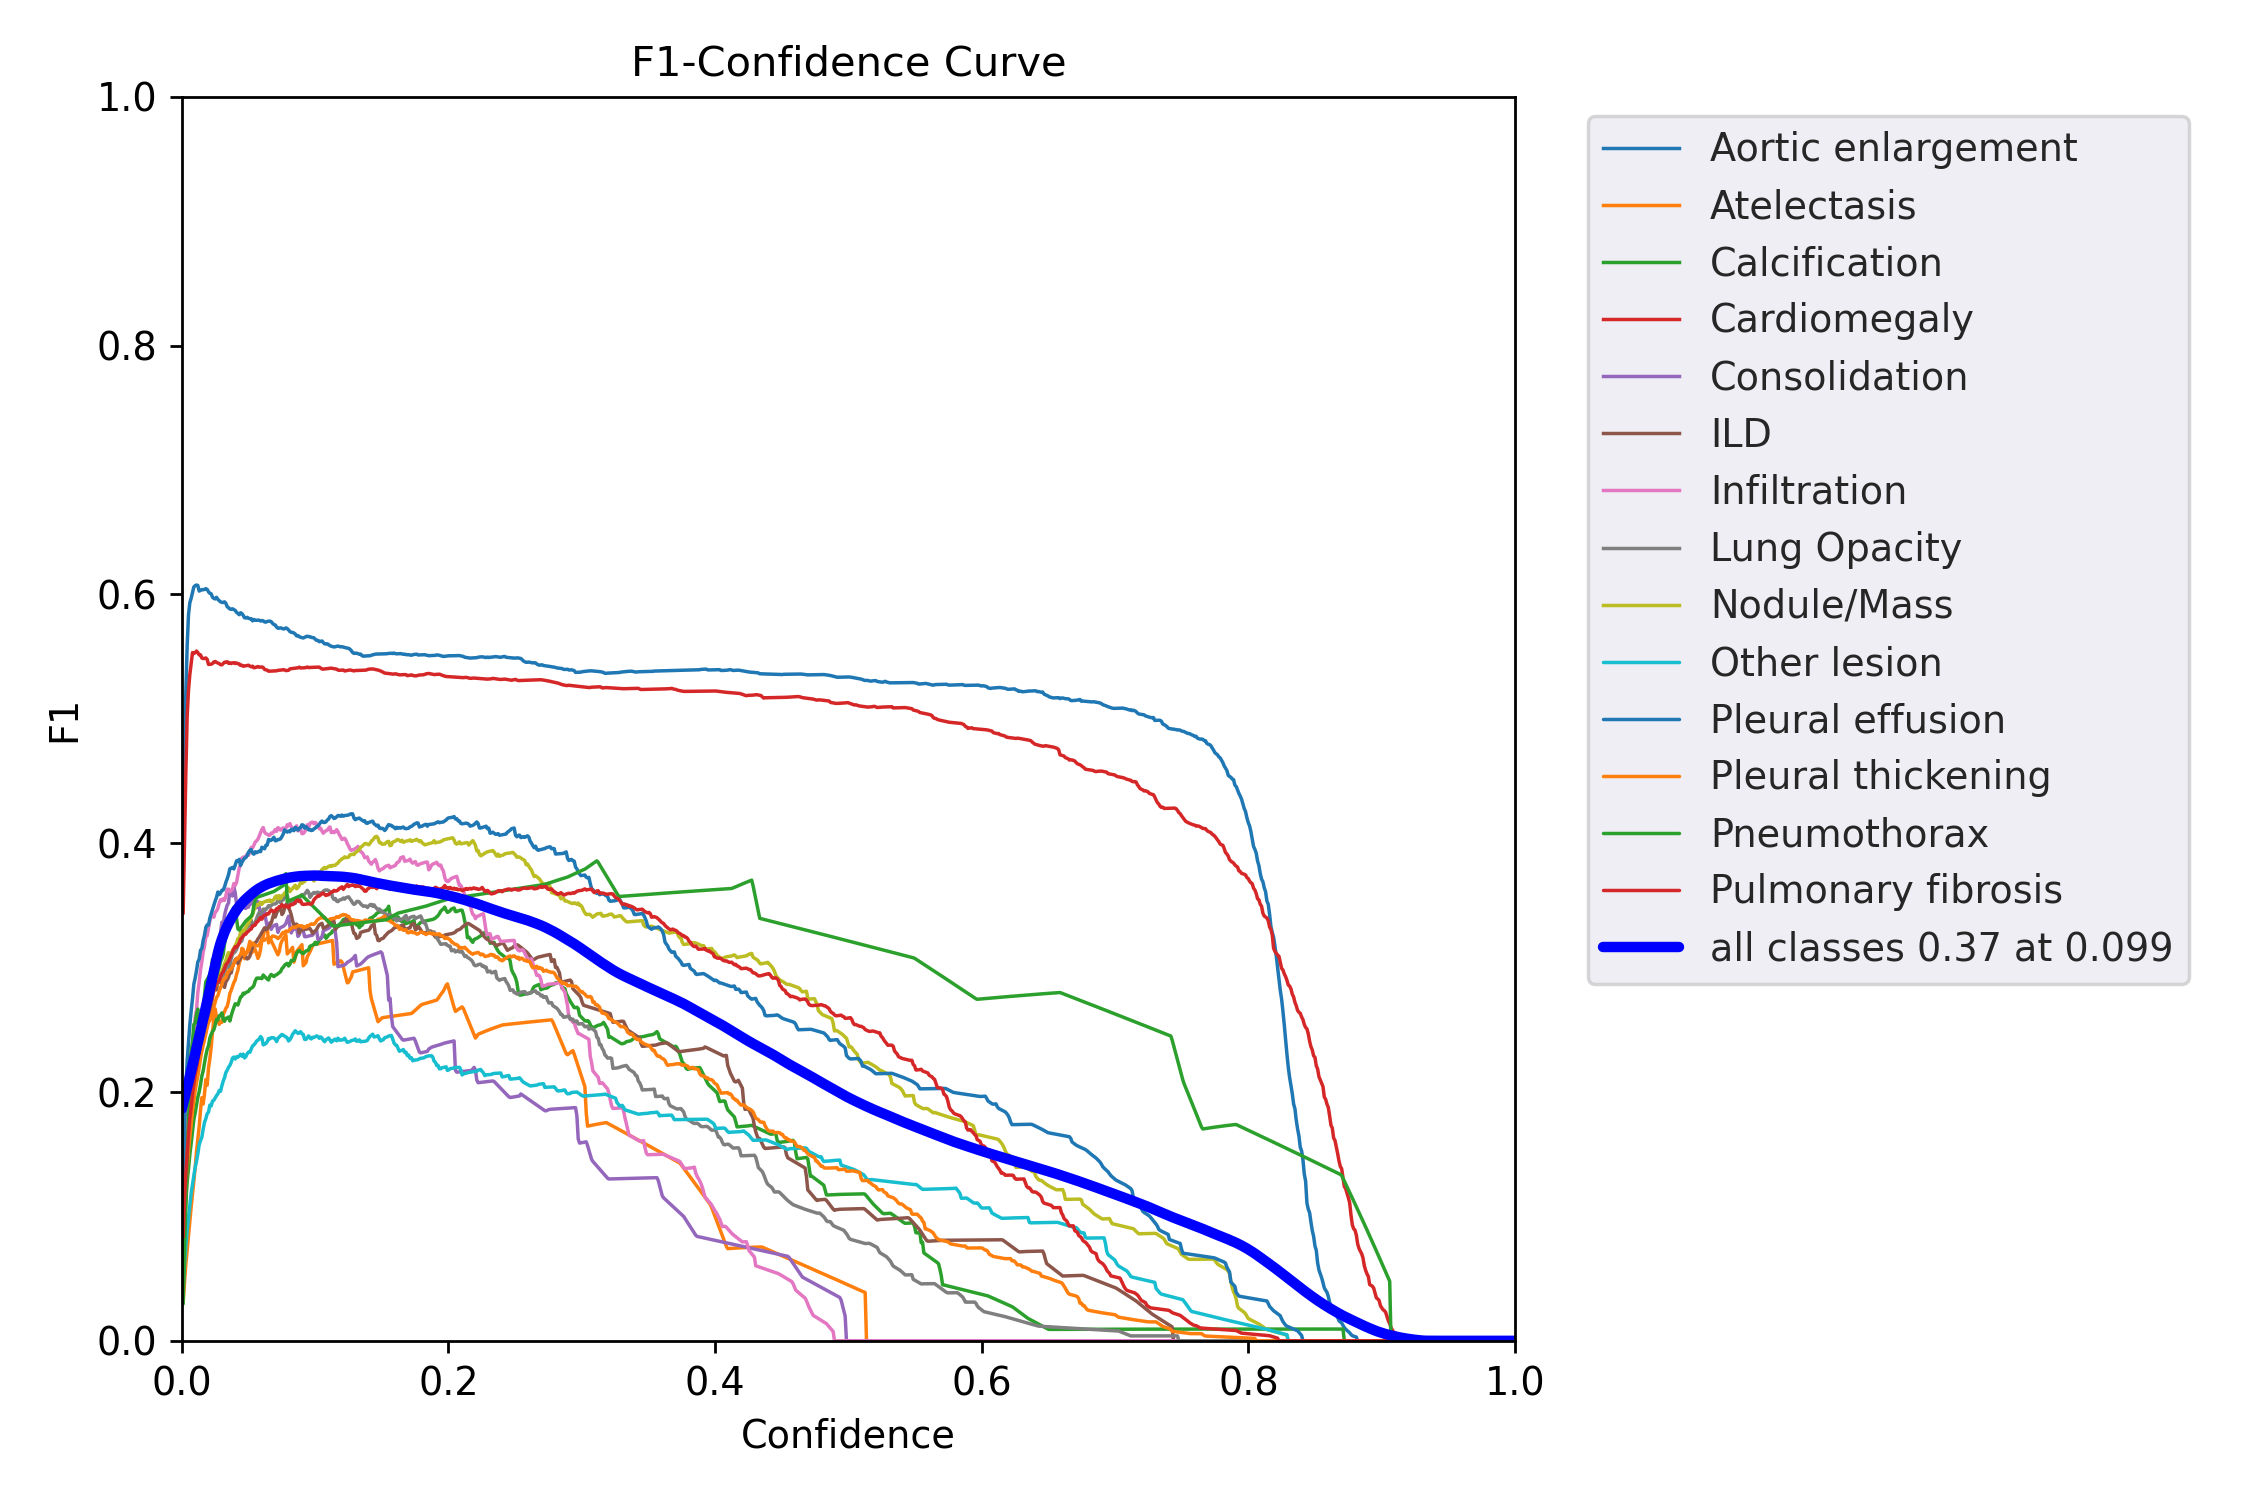 F1-Confidence Curve
1.0
0.8
0.6
0.4
0.2
0.0
F1
0.0 0.2 0.4 0.6 0.8 1.0
Confidence
Aortic enlargement
Atelectasis
Calcification
Cardiomegaly
Consolidation
ILD
Infiltration
Lung Opacity
Nodule/Mass
Other lesion
Pleural effusion
Pleural thickening
Pneumothorax
Pulmonary fibrosis
all classes 0.37 at 0.099